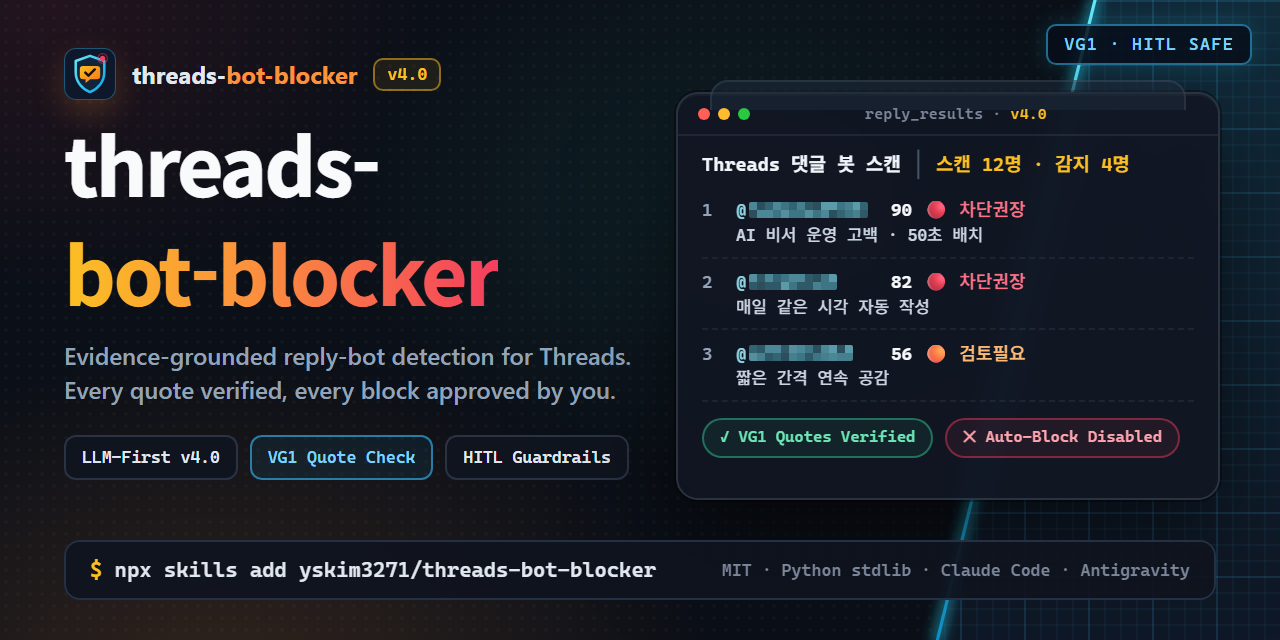 threads-bot-blocker v4.0
VG1 · HITL SAFE
threads-
bot-blocker
Evidence-grounded reply-bot detection for Threads.
Every quote verified, every block approved by you.
LLM-First v4.0
VG1 Quote Check
HITL Guardrails
reply_results · v4.0
Threads 댓글 봇 스캔 | 스캔 12명 · 감지 4명
1 @ 90 차단권장
AI 비서 운영 고백 · 50초 배치
2 @ 82 차단권장
매일 같은 시각 자동 작성
3 @ 56 검토필요
짧은 간격 연속 공감
✓ VG1 Quotes Verified
✕ Auto-Block Disabled
$ npx skills add yskim3271/threads-bot-blocker
MIT · Python stdlib · Claude Code · Antigravity